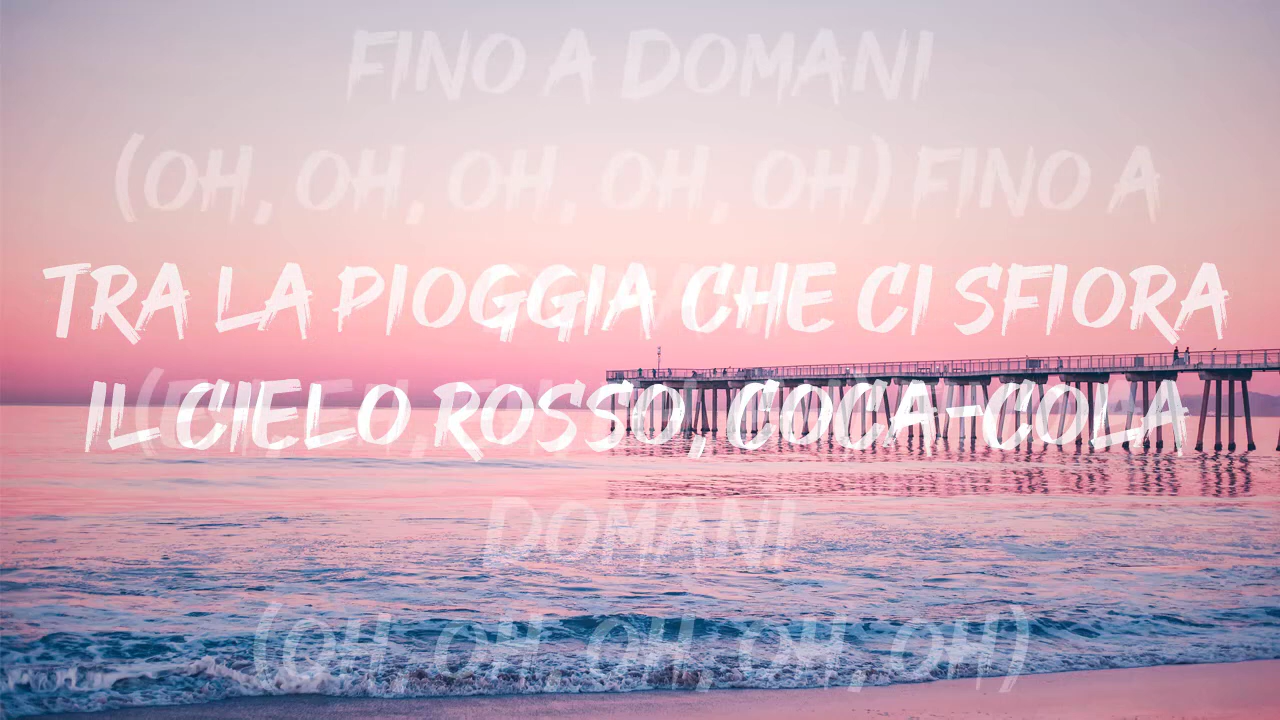 FINO A DOMANI
(OH, OH, OH, OH, OH) FINO A
TRA LA PIOGGIA CHE CI SFIORA
IL CIELO ROSSO, COCA-COLA
DOMANI
(OH, OH, OH, OH, OH)